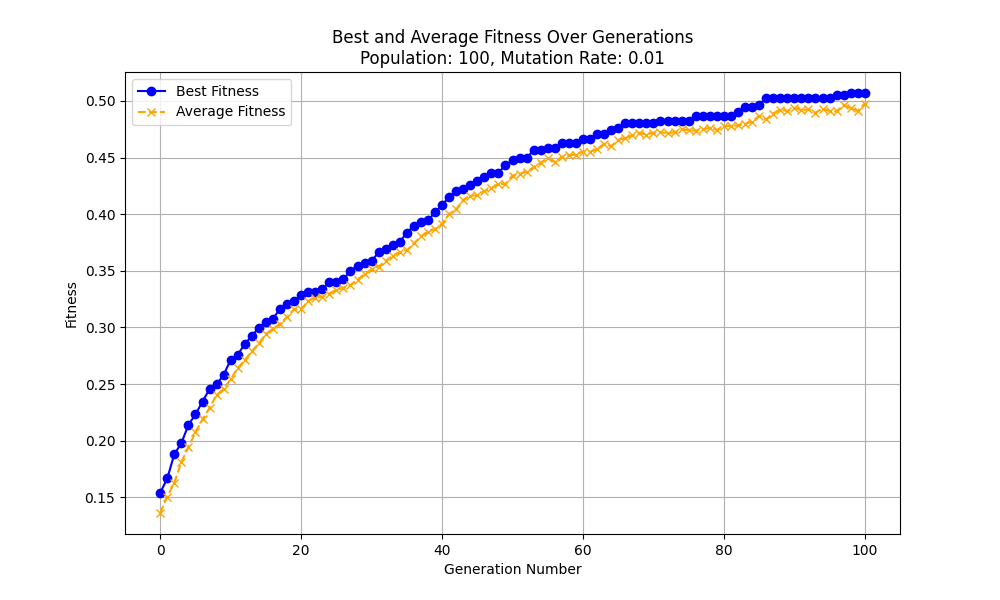 Best and Average Fitness Over Generations
Population: 100, Mutation Rate: 0.01
Best Fitness
Average Fitness
Fitness
0.50
0.45
0.40
0.35
0.30
0.25
0.20
0.15
0 20 40 60 80 100
Generation Number